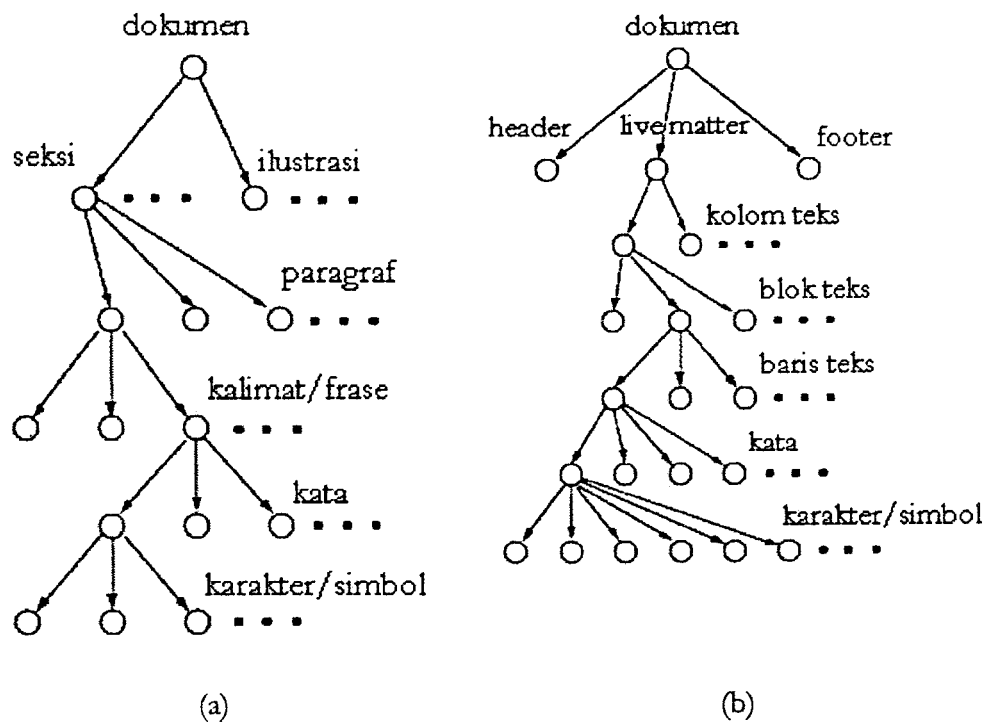 dokumen
seksi
ilustrasi
paragraf
kalimat/frase
kata
karakter/simbol
(a)
dokumen
header
live matter
footer
kolom teks
blok teks
baris teks
kata
karakter/simbol
(b)